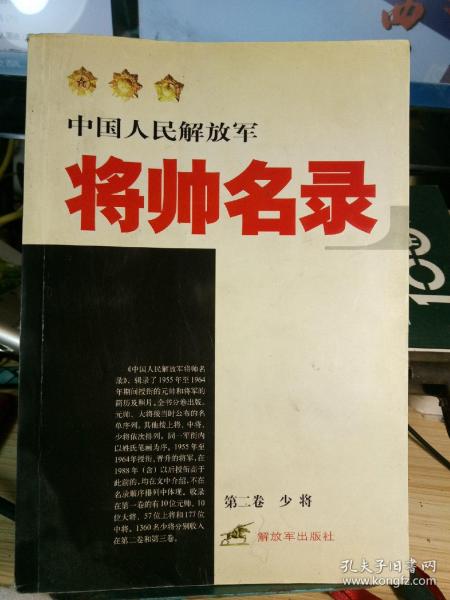 中国人民解放军
将帅名录
《中国人民解放军将帅名
录》，辑录了1955年至1964
年期间授衔的元帅和将军的
简历及照片。全书分卷出版。
元帅、大将按当时公布的名
单序列，其他按上将、中将、
少将依次排列，同一军衔内
以姓氏笔画为序。1955年至
1964年授衔、晋升的将军，在
1988年（含）以后授衔高于
此前的，均在文中介绍，不在
名录顺序排列中体现。收录
在第一卷的有10位元帅、10
位大将、57位上将和177位
中将。1360名少将分别收入
在第二卷和第三卷。
第二卷 少将
解放军出版社
100
孔夫子旧书网
www.kongfz.com